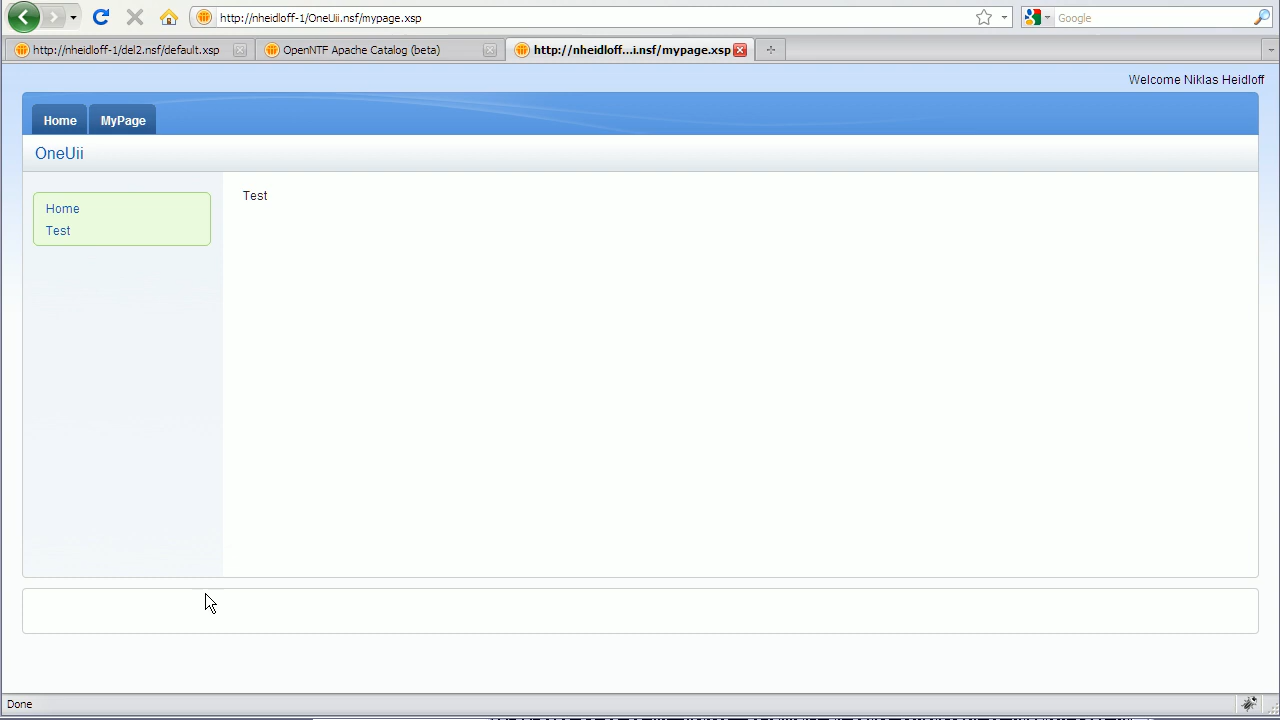 http://nheidloff-1/OneUii.nsf/mypage.xsp
Google
http://nheidloff-1/del2.nsf/default.xsp
OpenNTF Apache Catalog (beta)
http://nheidloff...i.nsf/mypage.xsp
Welcome Niklas Heidloff
Home
MyPage
OneUii
Home
Test
Test
Done